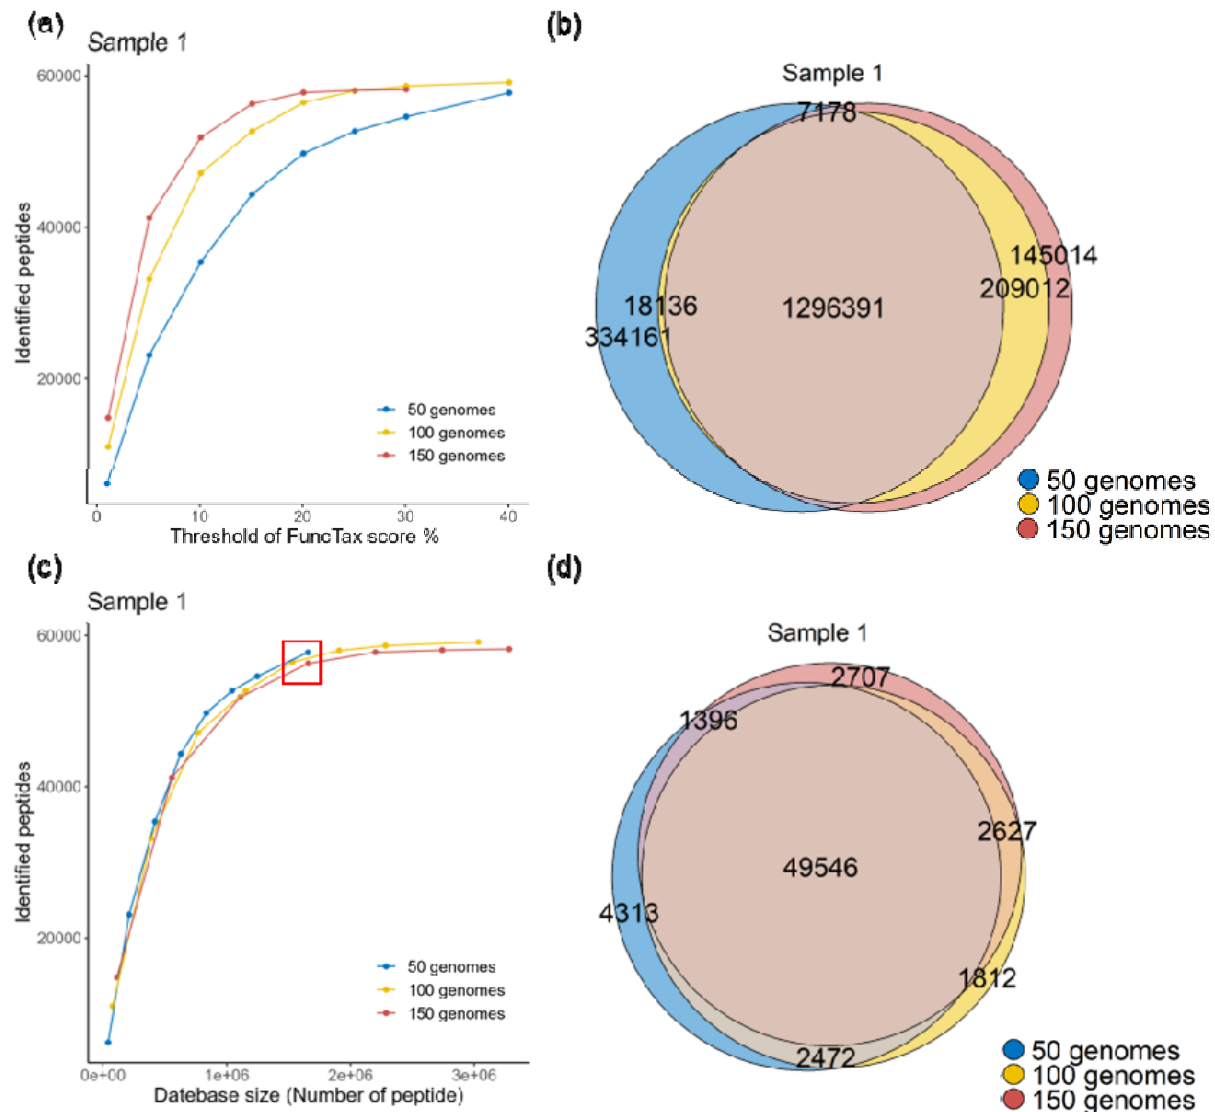 (a)
Sample 1
60000
40000
20000
Identified peptides
50 genomes
100 genomes
150 genomes
0 10 20 30 40
Threshold of FuncTax score %
(b)
Sample 1
7178
145014
209012
18136
1296391
334161
50 genomes
100 genomes
150 genomes
(c)
Sample 1
60000
40000
20000
Identified peptides
50 genomes
100 genomes
150 genomes
0e+00 1e+06 2e+06 3e+06
Datebase size (Number of peptide)
(d)
Sample 1
2707
1396
2627
49546
4313
1812
2472
50 genomes
100 genomes
150 genomes